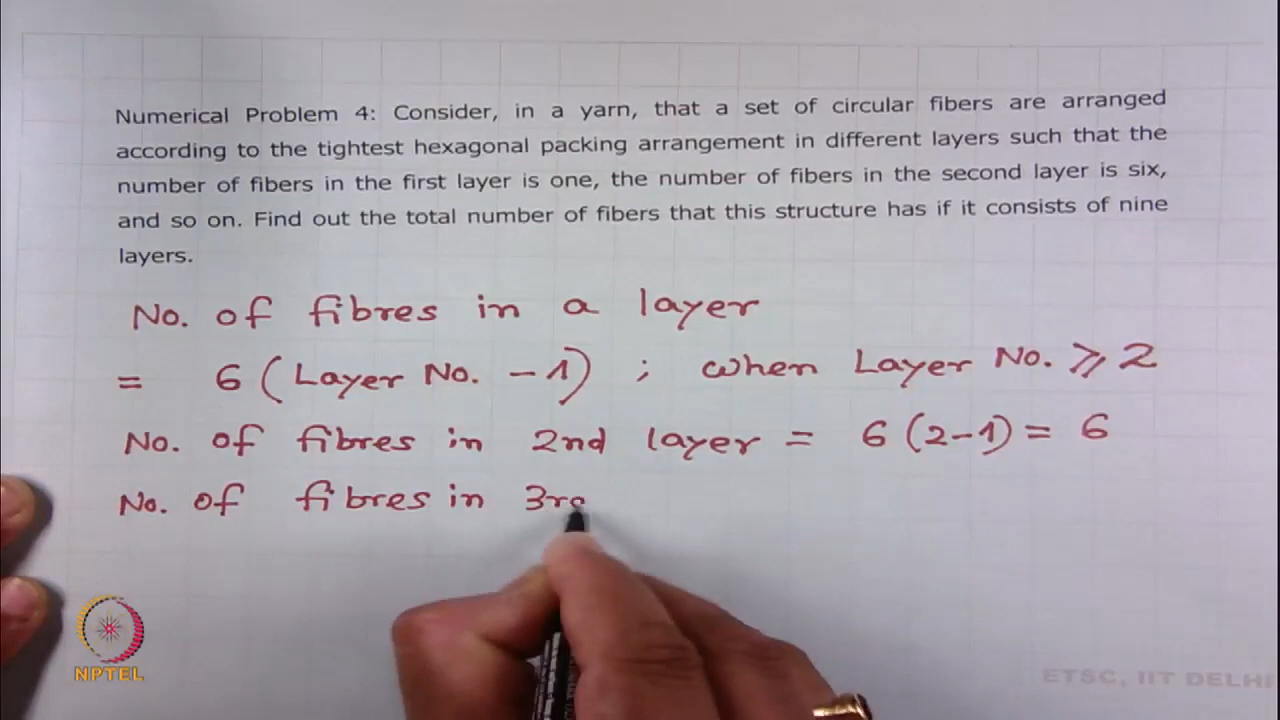 Numerical Problem 4: Consider, in a yarn, that a set of circular fibers are arranged
according to the tightest hexagonal packing arrangement in different layers such that the
number of fibers in the first layer is one, the number of fibers in the second layer is six,
and so on. Find out the total number of fibers that this structure has if it consists of nine
layers.
No. of fibres in a layer
= 6 (Layer No. - 1) ; when Layer No. ⩾ 2
No. of fibres in 2nd layer = 6 (2-1) = 6
No. of fibres in 3r
NPTEL
ETSC, IIT DELHI